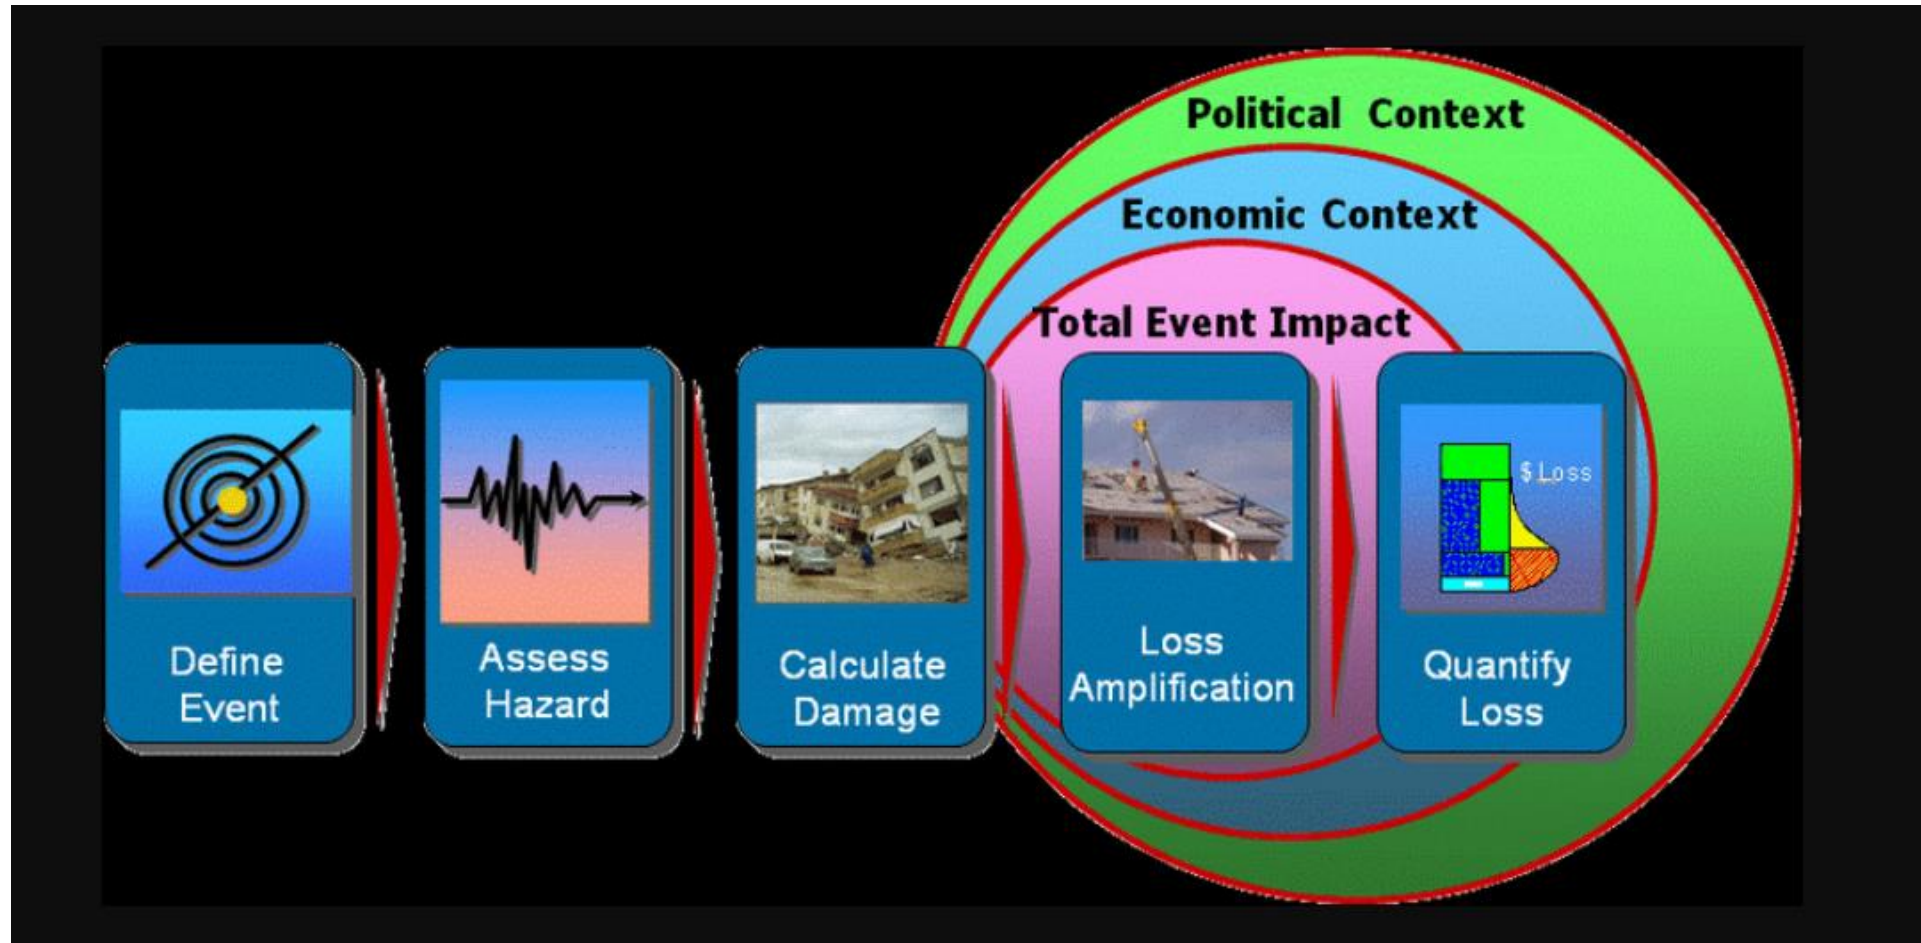 Political Context
Economic Context
Total Event Impact
Define
Event
Assess
Hazard
Calculate
Damage
Loss
Amplification
$ Loss
Quantify
Loss